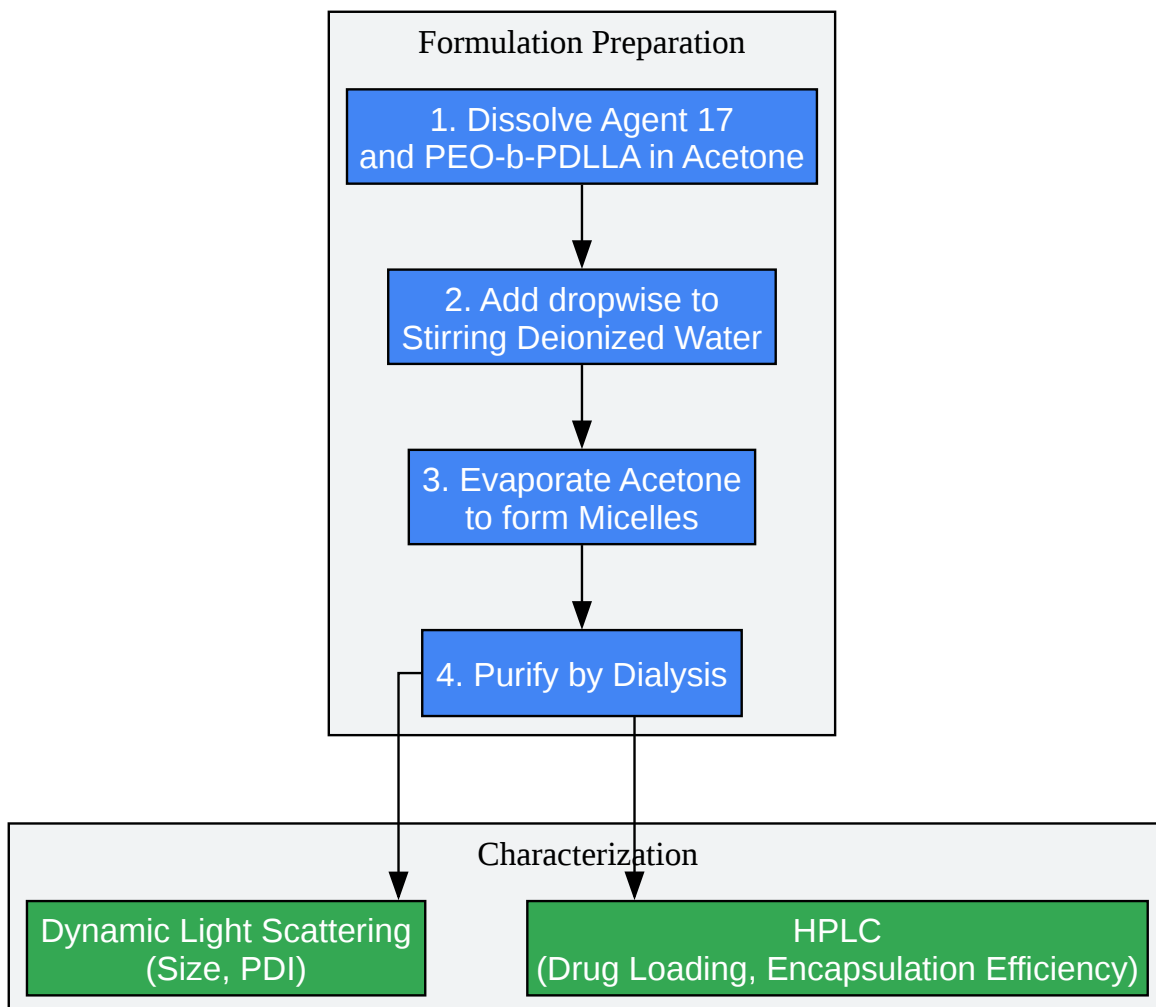 Formulation Preparation
1. Dissolve Agent 17
and PEO-b-PDLLA in Acetone
2. Add dropwise to
Stirring Deionized Water
3. Evaporate Acetone
to form Micelles
4. Purify by Dialysis
Characterization
Dynamic Light Scattering
(Size, PDI)
HPLC
(Drug Loading, Encapsulation Efficiency)